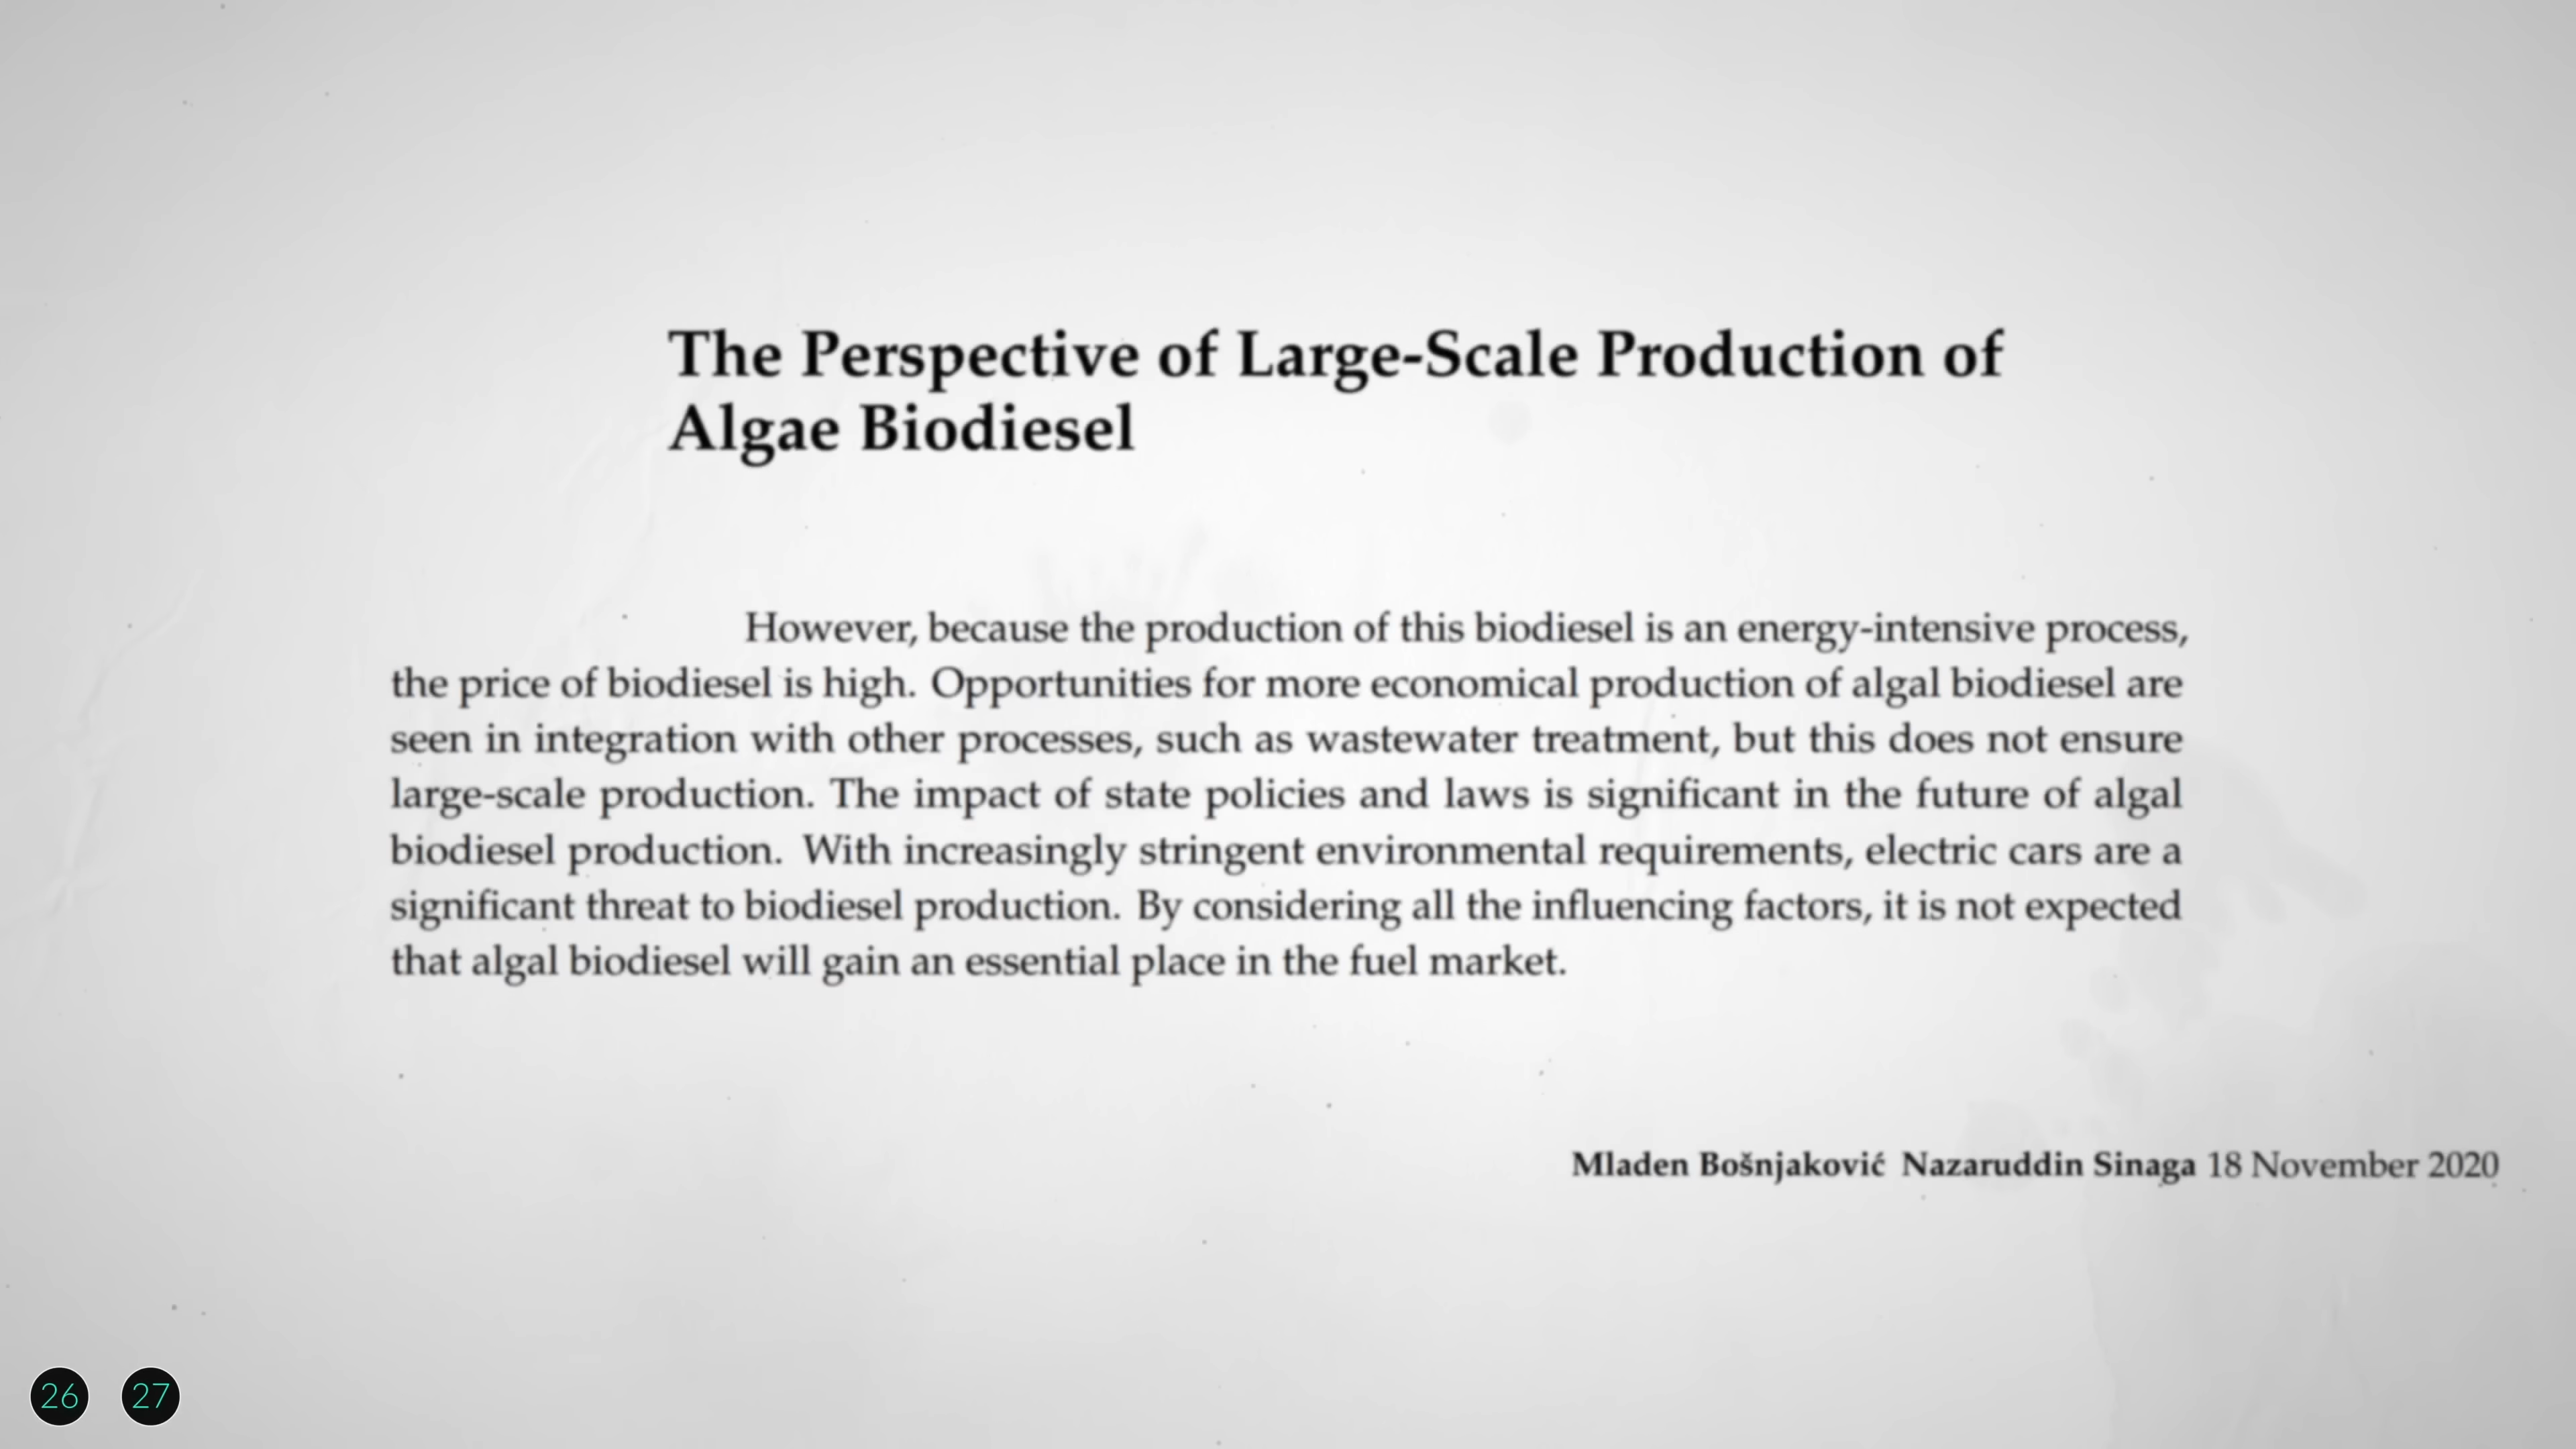 The Perspective of Large-Scale Production of
Algae Biodiesel
However, because the production of this biodiesel is an energy-intensive process,
the price of biodiesel is high. Opportunities for more economical production of algal biodiesel are
seen in integration with other processes, such as wastewater treatment, but this does not ensure
large-scale production. The impact of state policies and laws is significant in the future of algal
biodiesel production. With increasingly stringent environmental requirements, electric cars are a
significant threat to biodiesel production. By considering all the influencing factors, it is not expected
that algal biodiesel will gain an essential place in the fuel market.
Mladen Bošnjaković Nazaruddin Sinaga 18 November 2020
26 27